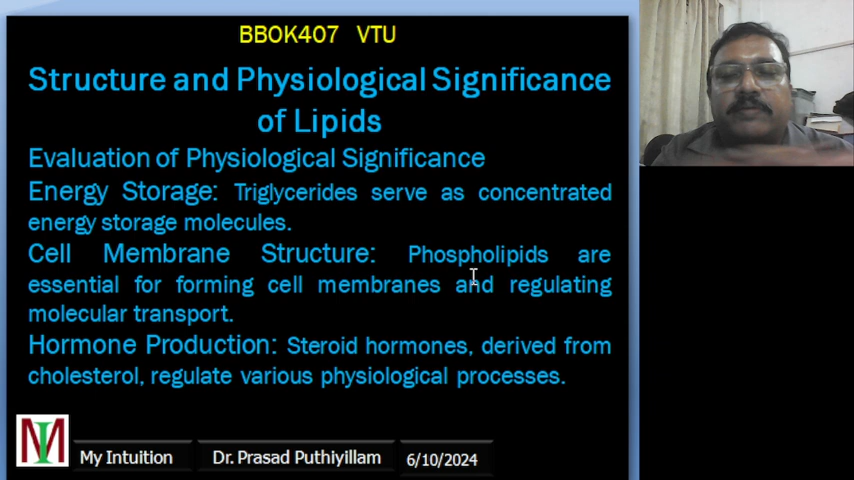 BBOK407 VTU
Structure and Physiological Significance
of Lipids
Evaluation of Physiological Significance
Energy Storage: Triglycerides serve as concentrated
energy storage molecules.
Cell Membrane Structure: Phospholipids are
essential for forming cell membranes and regulating
molecular transport.
Hormone Production: Steroid hormones, derived from
cholesterol, regulate various physiological processes.
MI
My Intuition
Dr. Prasad Puthiyillam
6/10/2024